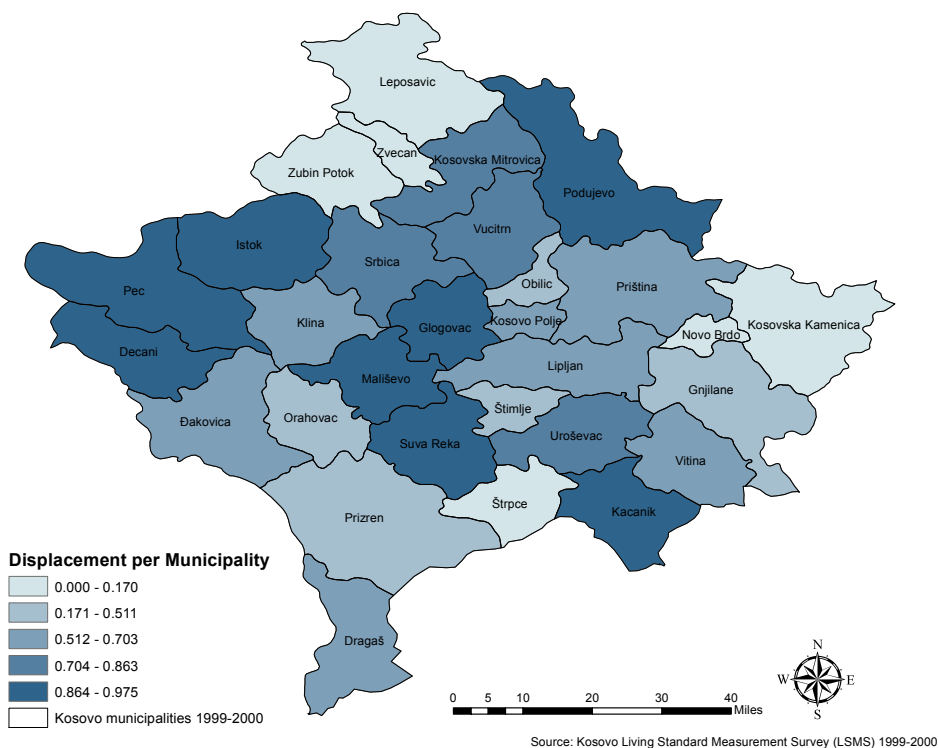 Leposavic
Zvecan
Kosovska Mitrovica
Zubin Potok
Podujevo
Vucitrn
Istok
Srbica
Obilic
Priština
Pec
Klina
Glogovac
Kosovo Polje
Novo Brdo
Kosovska Kamenica
Decani
Mališevo
Lipljan
Gnjilane
Đakovica
Orahovac
Štimlje
Suva Reka
Uroševac
Vitina
Prizren
Štrpce
Kacanik
Dragaš
Displacement per Municipality
0.000 - 0.170
0.171 - 0.511
0.512 - 0.703
0.704 - 0.863
0.864 - 0.975
Kosovo municipalities 1999-2000
N
W E
S
0 5 10 20 30 40
Miles
Source: Kosovo Living Standard Measurement Survey (LSMS) 1999-2000